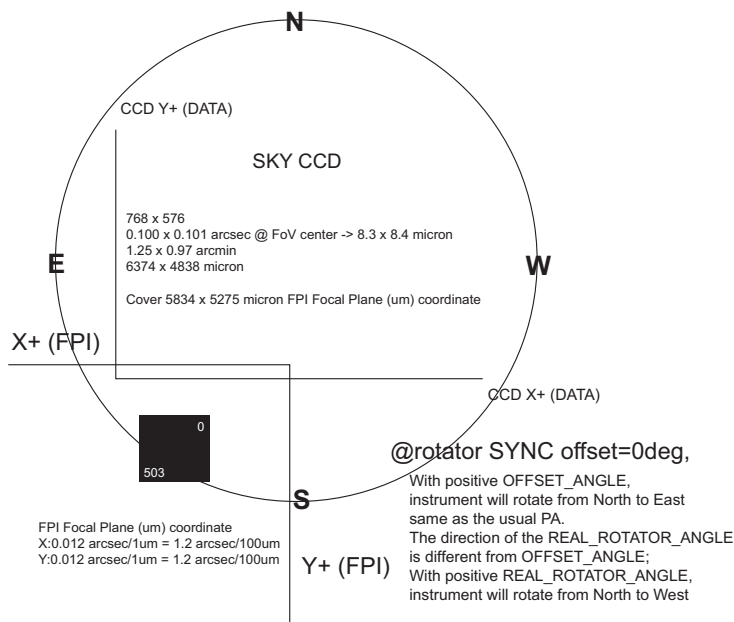 N
CCD Y+ (DATA)
SKY CCD
768 x 576
0.100 x 0.101 arcsec @ FoV center -> 8.3 x 8.4 micron
1.25 x 0.97 arcmin
6374 x 4838 micron
Cover 5834 x 5275 micron FPI Focal Plane (um) coordinate
E
W
X+ (FPI)
CCD X+ (DATA)
0
503
S
@rotator SYNC offset=0deg,
With positive OFFSET_ANGLE,
instrument will rotate from North to East
same as the usual PA.
The direction of the REAL_ROTATOR_ANGLE
is different from OFFSET_ANGLE;
With positive REAL_ROTATOR_ANGLE,
instrument will rotate from North to West
FPI Focal Plane (um) coordinate
X:0.012 arcsec/1um = 1.2 arcsec/100um
Y:0.012 arcsec/1um = 1.2 arcsec/100um
Y+ (FPI)